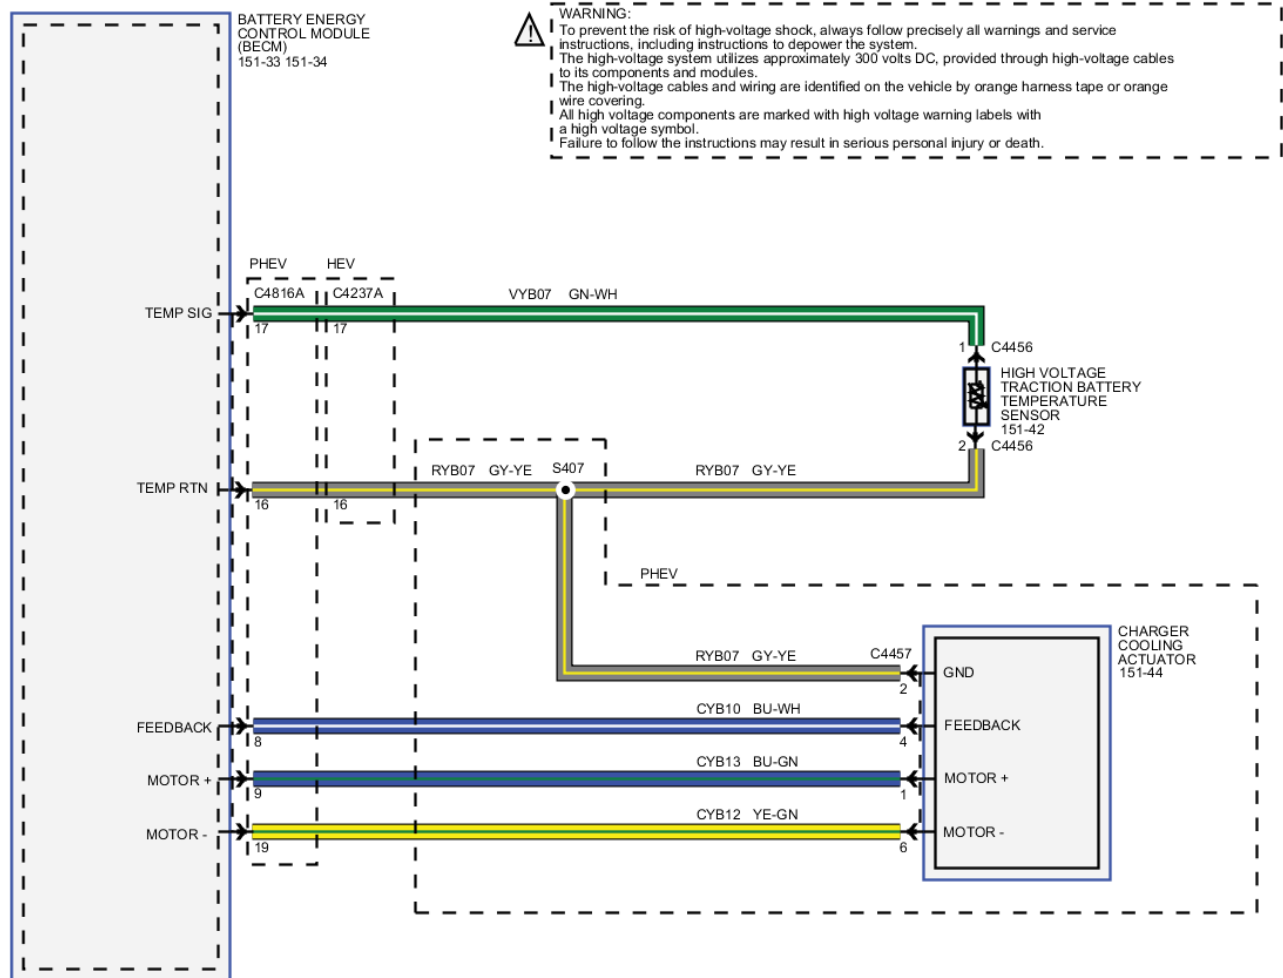 BATTERY ENERGY
CONTROL MODULE
(BECM)
151-33 151-34
WARNING:
To prevent the risk of high-voltage shock, always follow precisely all warnings and service
instructions, including instructions to depower the system.
The high-voltage system utilizes approximately 300 volts DC, provided through high-voltage cables
to its components and modules.
The high-voltage cables and wiring are identified on the vehicle by orange harness tape or orange
wire covering.
All high voltage components are marked with high voltage warning labels with
a high voltage symbol.
Failure to follow the instructions may result in serious personal injury or death.
PHEV HEV
C4816A C4237A VYB07 GN-WH
TEMP SIG
17 17
1 C4456
HIGH VOLTAGE
TRACTION BATTERY
TEMPERATURE
SENSOR
151-42
2 C4456
RYB07 GY-YE S407 RYB07 GY-YE
TEMP RTN
16 16
PHEV
CHARGER
COOLING
ACTUATOR
151-44
RYB07 GY-YE C4457
GND
2
CYB10 BU-WH
FEEDBACK FEEDBACK
8 4
CYB13 BU-GN
MOTOR + MOTOR +
9 1
CYB12 YE-GN
MOTOR - MOTOR -
19 6